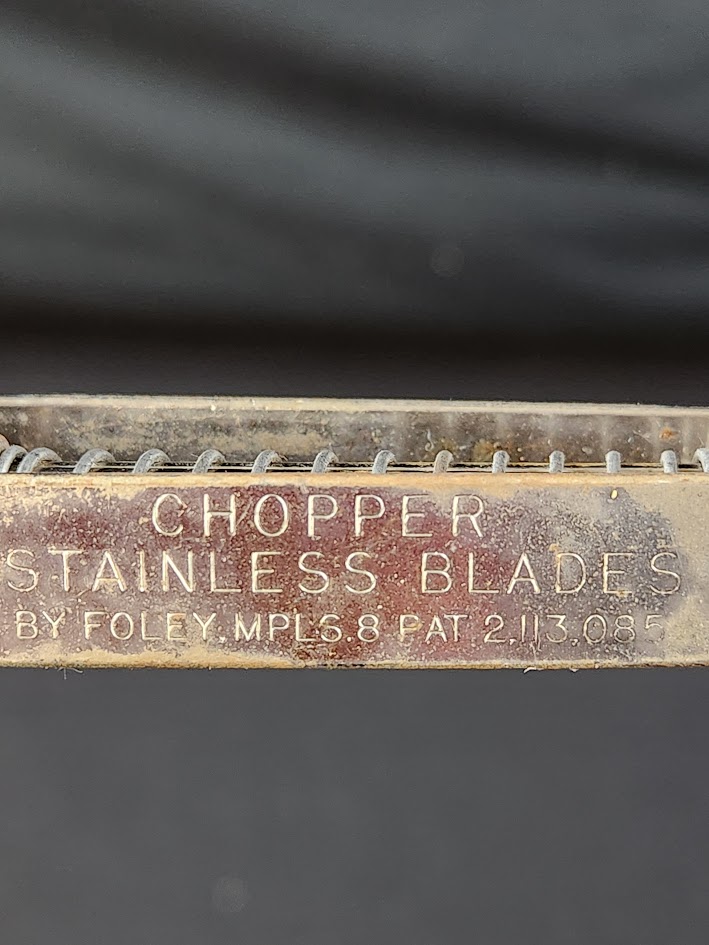 CHOPPER
STAINLESS BLADES
BY FOLEY, MPLS. 8 PAT 2,113,085